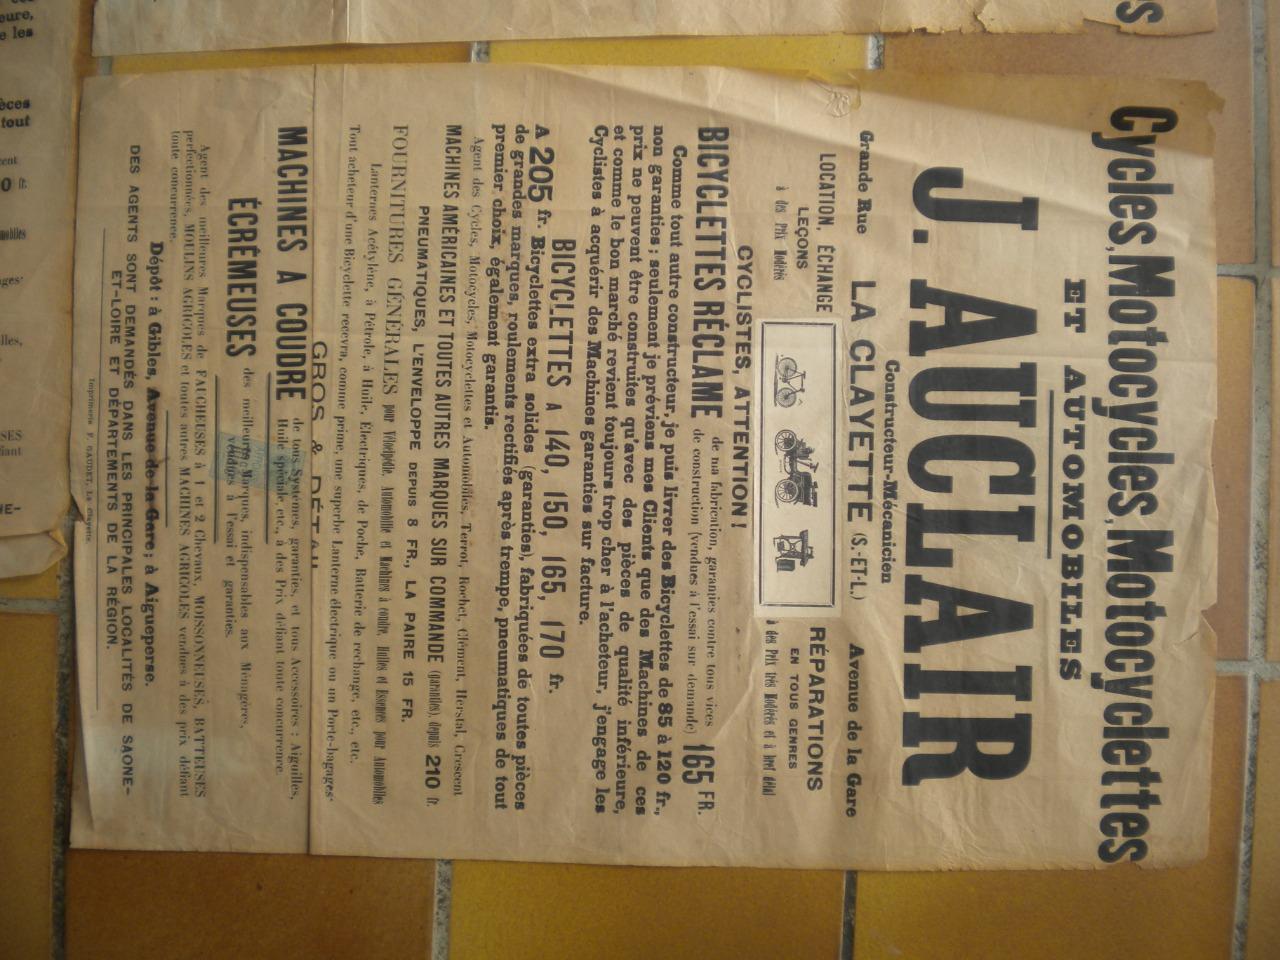 Cycles, Motocycles, Motocyclettes
ET AUTOMOBILES
J. AUCLAIR
Constructeur-Mécanicien
Grande Rue LA CLAYETTE (S.-ET-L.) Avenue de la Gare
LOCATION, ÉCHANGE
LEÇONS
à des Prix Modérés
RÉPARATIONS
EN TOUS GENRES
à des Prix très Modérés et à bref délai
CYCLISTES, ATTENTION!
BICYCLETTES RÉCLAME de ma fabrication, garanties contre tous vices
de construction (vendues à l'essai sur demande) 165 FR.
Comme tout autre constructeur, je puis livrer des Bicyclettes de 85 à 120 fr.,
non garanties; seulement je préviens mes Clients que des Machines de ces
prix ne peuvent être construites qu'avec des pièces de qualité inférieure,
et comme le bon marché revient toujours trop cher à l'acheteur, j'engage les
Cyclistes à acquérir des Machines garanties sur facture.
BICYCLETTES A 140, 150, 165, 170 fr.
A 205 fr. Bicyclettes extra solides (garanties), fabriquées de toutes pièces
de grandes marques, roulements rectifiés après trempe, pneumatiques de tout
premier choix, également garantis.
Agent des Cycles, Motocycles, Motocyclettes et Automobiles, Terrot, Rochet, Clément, Herstal, Crescent
MACHINES AMÉRICAINES ET TOUTES AUTRES MARQUES SUR COMMANDE (garanties), depuis 210 fr.
PNEUMATIQUES, L'ENVELOPPE DEPUIS 8 FR., LA PAIRE 15 FR.
FOURNITURES GÉNÉRALES pour Vélocipédie, Automobile et Machines à coudre, Huiles et Essences pour Automobiles
Lanternes Acétylène, à Pétrole, à Huile, Electriques, de Poche, Batterie de rechange, etc., etc.
Tout acheteur d'une Bicyclette recevra, comme prime, une superbe Lanterne électrique ou un Porte-bagages
GROS & DÉTAIL
MACHINES A COUDRE de tous Systèmes, garanties, et tous Accessoires : Aiguilles,
Huile spéciale, etc., à des Prix défiant toute concurrence.
ÉCRÉMEUSES des meilleures Marques, indispensables aux Ménagères,
vendues à l'essai et garanties.
Agent des meilleures Marques de FAUCHEUSES à 1 et 2 Chevaux, MOISSONNEUSES, BATTEUSES
perfectionnées, MOULINS AGRICOLES et toutes autres MACHINES AGRICOLES vendues à des prix défiant
toute concurrence.
Dépôt : à Gibles, Avenue de la Gare; à Aigueperse.
DES AGENTS SONT DEMANDÉS DANS LES PRINCIPALES LOCALITÉS DE SAONE-
ET-LOIRE ET DÉPARTEMENTS DE LA RÉGION.
Imprimerie F. GAUDET, La Clayette.